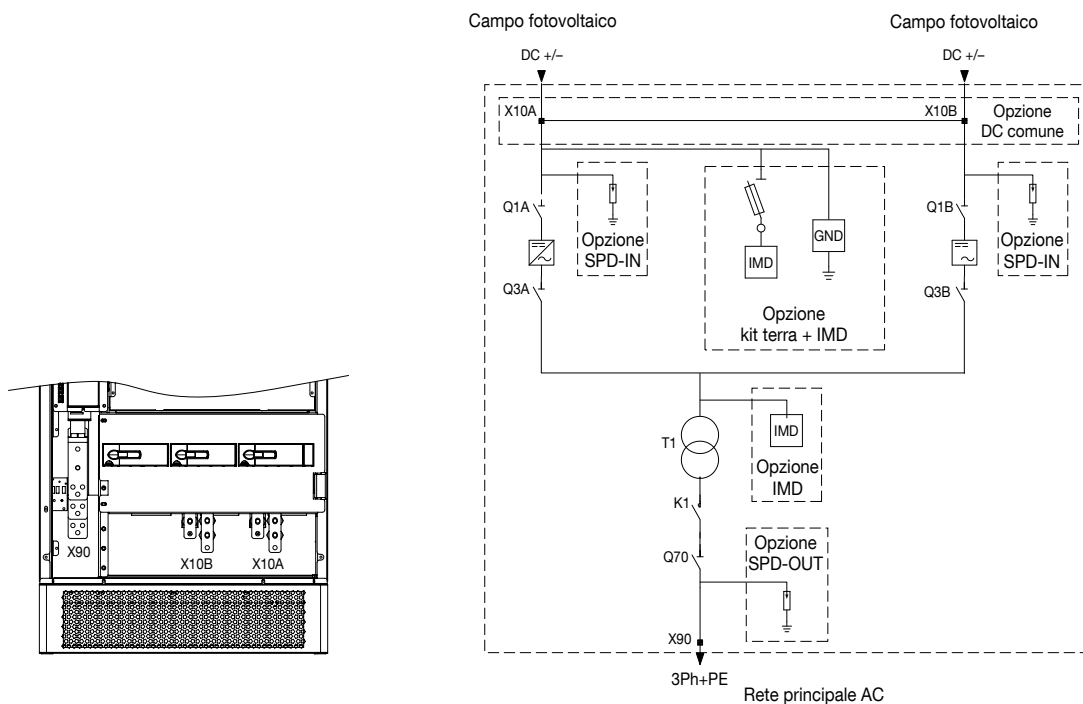 Campo fotovoltaico
Campo fotovoltaico
DC +/–
DC +/–
X10A
X10B
Opzione
DC comune
Q1A
Opzione
SPD-IN
Q3A
IMD
GND
Opzione
kit terra + IMD
Q1B
Opzione
SPD-IN
Q3B
T1
IMD
Opzione
IMD
K1
Q70
Opzione
SPD-OUT
X90
3Ph+PE
Rete principale AC
X90
X10B
X10A